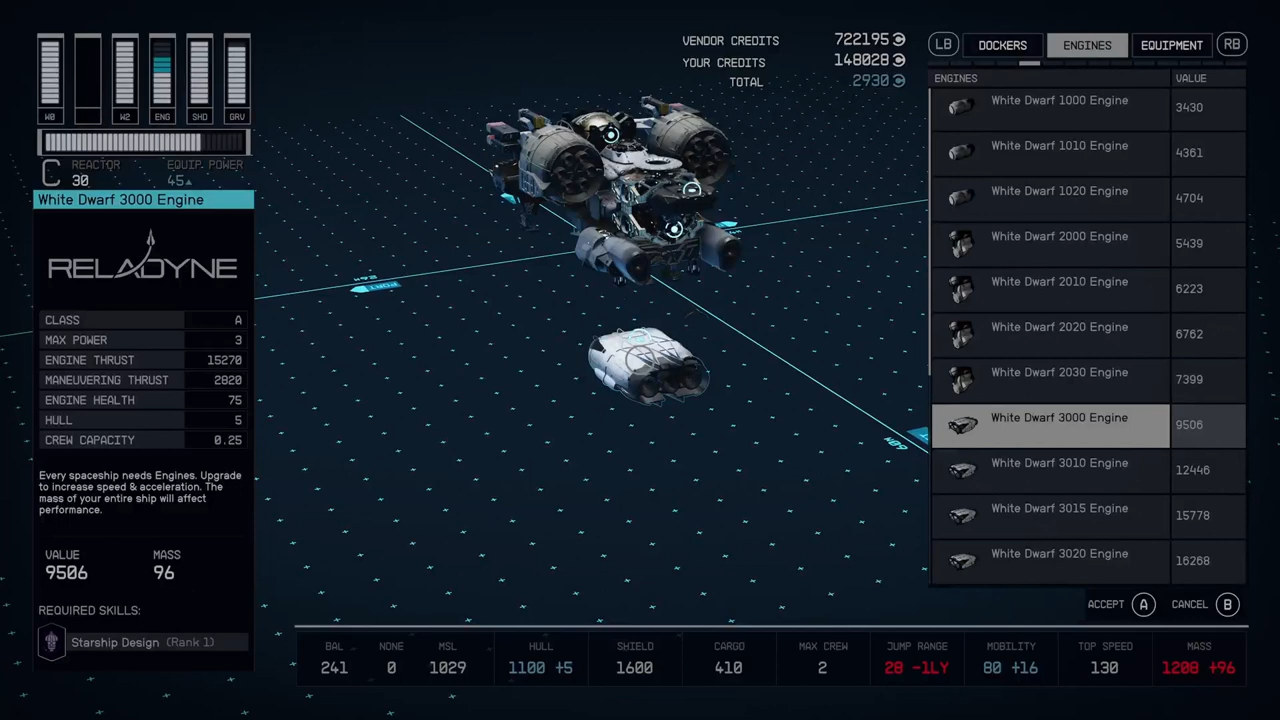 VENDOR CREDITS 722195
YOUR CREDITS 148028
TOTAL 2930
LB DOCKERS ENGINES EQUIPMENT RB
W0 W2 ENG SHD GRV
C REACTOR 30 EQUIP POWER 45
White Dwarf 3000 Engine
RELADYNE
CLASS A
MAX POWER 3
ENGINE THRUST 15270
MANEUVERING THRUST 2820
ENGINE HEALTH 75
HULL 5
CREW CAPACITY 0.25
Every spaceship needs Engines. Upgrade
to increase speed & acceleration. The
mass of your entire ship will affect
performance.
VALUE MASS
9506 96
REQUIRED SKILLS:
Starship Design (Rank 1)
PORT
ENGINES VALUE
White Dwarf 1000 Engine 3430
White Dwarf 1010 Engine 4361
White Dwarf 1020 Engine 4704
White Dwarf 2000 Engine 5439
White Dwarf 2010 Engine 6223
White Dwarf 2020 Engine 6762
White Dwarf 2030 Engine 7399
White Dwarf 3000 Engine 9506
White Dwarf 3010 Engine 12446
White Dwarf 3015 Engine 15778
White Dwarf 3020 Engine 16268
ACCEPT A CANCEL B
BAL NONE MSL HULL SHIELD CARGO MAX CREW JUMP RANGE MOBILITY TOP SPEED MASS
241 0 1029 1100 +5 1600 410 2 28 -1LY 80 +16 130 1208 +96